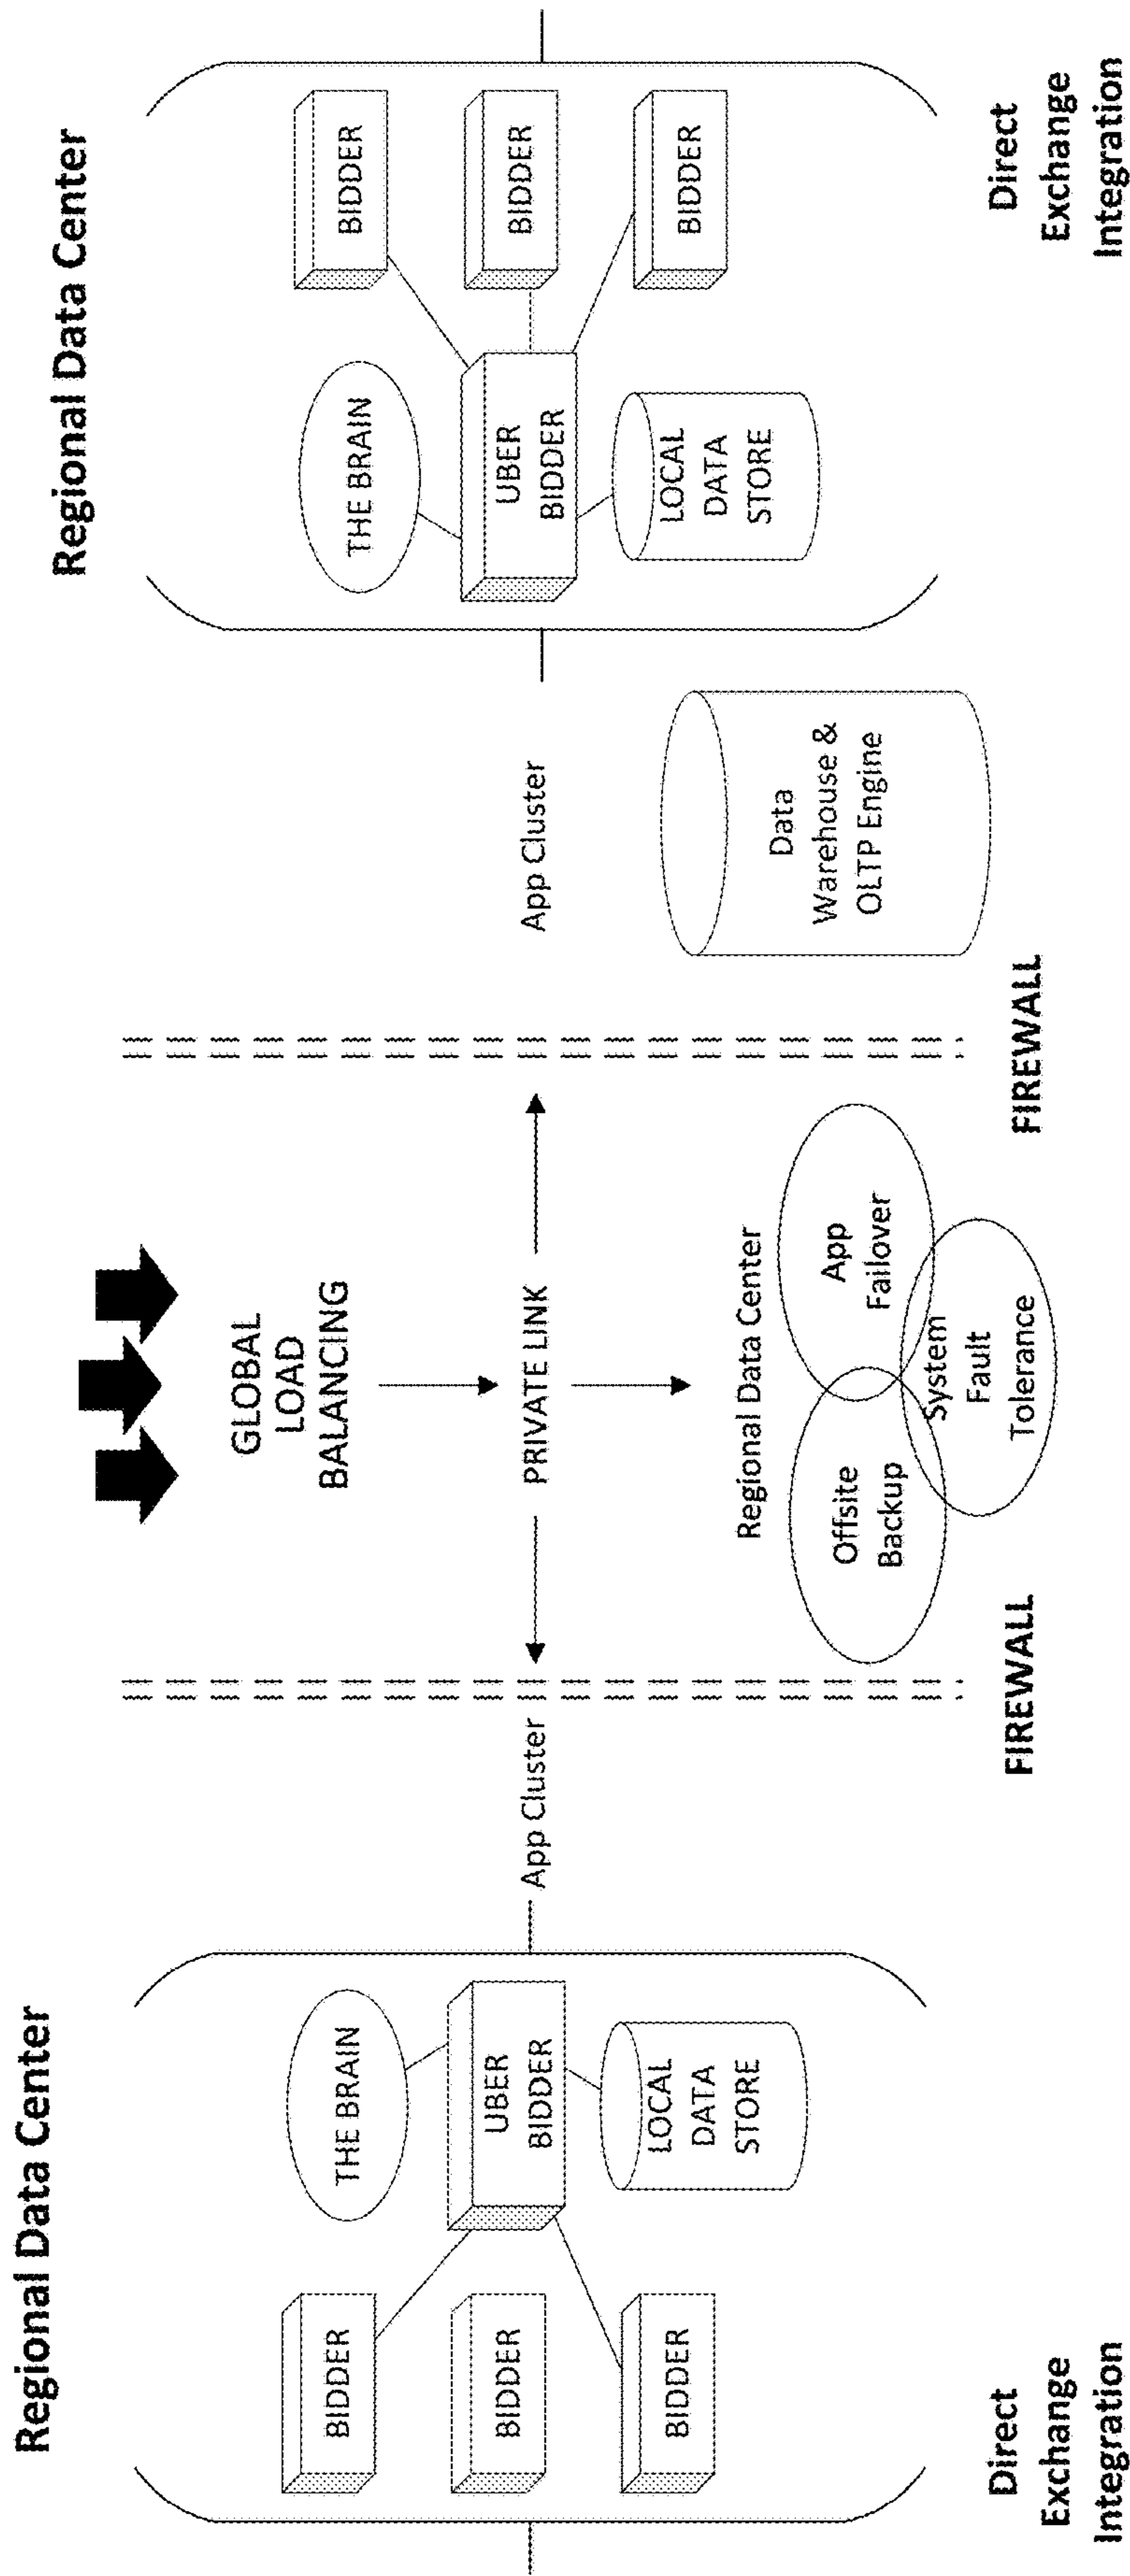 Regional Data Center
BIDDER
BIDDER
BIDDER
THE BRAIN
UBER
BIDDER
LOCAL
DATA
STORE
Direct
Exchange
Integration
App Cluster
FIREWALL
GLOBAL
LOAD
BALANCING
PRIVATE LINK
Regional Data Center
Offsite
Backup
App
Failover
System
Fault
Tolerance
FIREWALL
App Cluster
Data
Warehouse &
OLTP Engine
Regional Data Center
THE BRAIN
UBER
BIDDER
LOCAL
DATA
STORE
BIDDER
BIDDER
BIDDER
Direct
Exchange
Integration